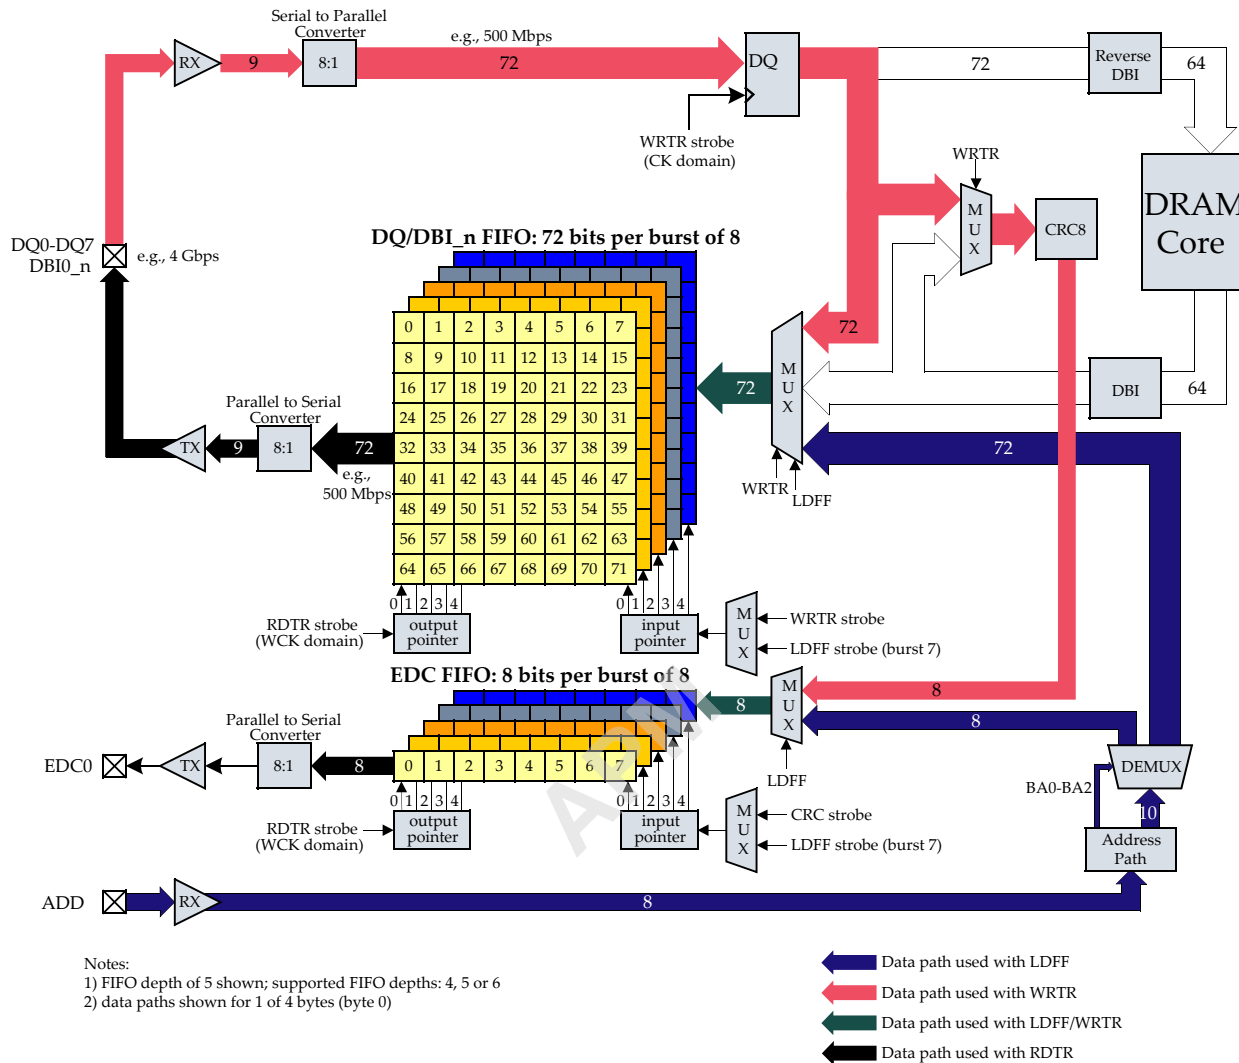 Serial to Parallel
Converter
e.g., 500 Mbps
RX
9
8:1
72
DQ
72
Reverse
DBI
64
WRTR strobe
(CK domain)
WRTR
MUX
CRC8
DRAM
Core
DQ0-DQ7
DBI0_n
e.g., 4 Gbps
DQ/DBI_n FIFO: 72 bits per burst of 8
0 1 2 3 4 5 6 7
8 9 10 11 12 13 14 15
16 17 18 19 20 21 22 23
24 25 26 27 28 29 30 31
32 33 34 35 36 37 38 39
40 41 42 43 44 45 46 47
48 49 50 51 52 53 54 55
56 57 58 59 60 61 62 63
64 65 66 67 68 69 70 71
72
72
MUX
DBI
64
72
WRTR
LDFF
Parallel to Serial
Converter
TX
9
8:1
72
e.g.,
500 Mbps
0 1 2 3 4
0 1 2 3 4
RDTR strobe
(WCK domain)
output
pointer
input
pointer
MUX
WRTR strobe
LDFF strobe (burst 7)
EDC FIFO: 8 bits per burst of 8
8
MUX
8
8
LDFF
Parallel to Serial
Converter
EDC0
TX
8:1
8
0 1 2 3 4 5 6 7
0 1 2 3 4
0 1 2 3 4
RDTR strobe
(WCK domain)
output
pointer
input
pointer
MUX
CRC strobe
LDFF strobe (burst 7)
DEMUX
BA0-BA2
10
Address
Path
ADD
RX
8
APM
Notes:
1) FIFO depth of 5 shown; supported FIFO depths: 4, 5 or 6
2) data paths shown for 1 of 4 bytes (byte 0)
Data path used with LDFF
Data path used with WRTR
Data path used with LDFF/WRTR
Data path used with RDTR